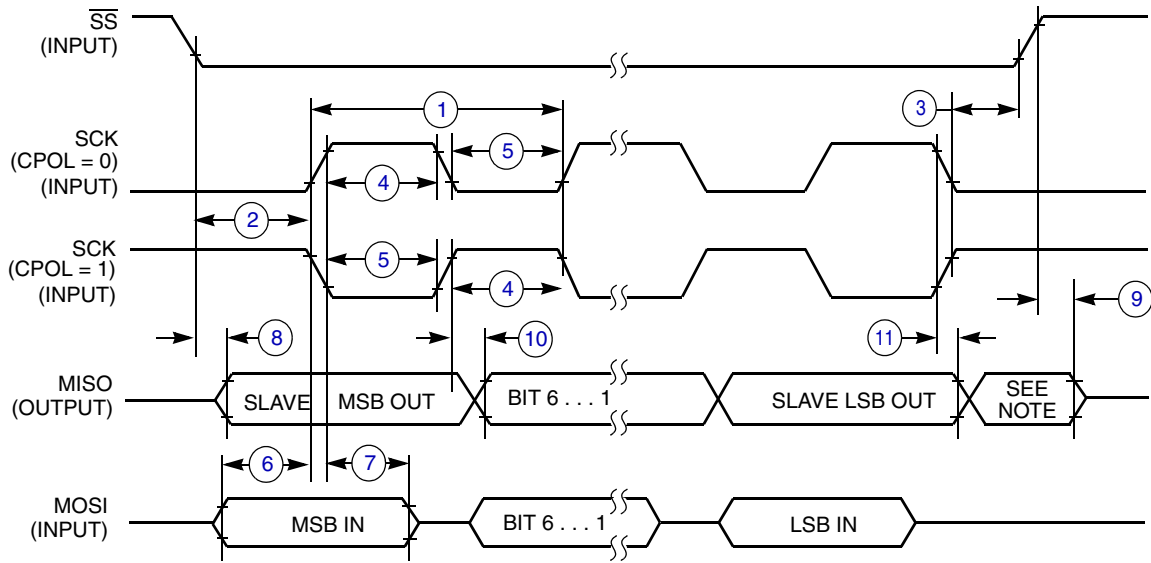 SS
(INPUT)
1
3
SCK
(CPOL = 0)
(INPUT)
5
4
2
SCK
(CPOL = 1)
(INPUT)
5
4
9
8
10
11
MISO
(OUTPUT)
SLAVE MSB OUT
BIT 6 . . . 1
SLAVE LSB OUT
SEE
NOTE
6
7
MOSI
(INPUT)
MSB IN
BIT 6 . . . 1
LSB IN